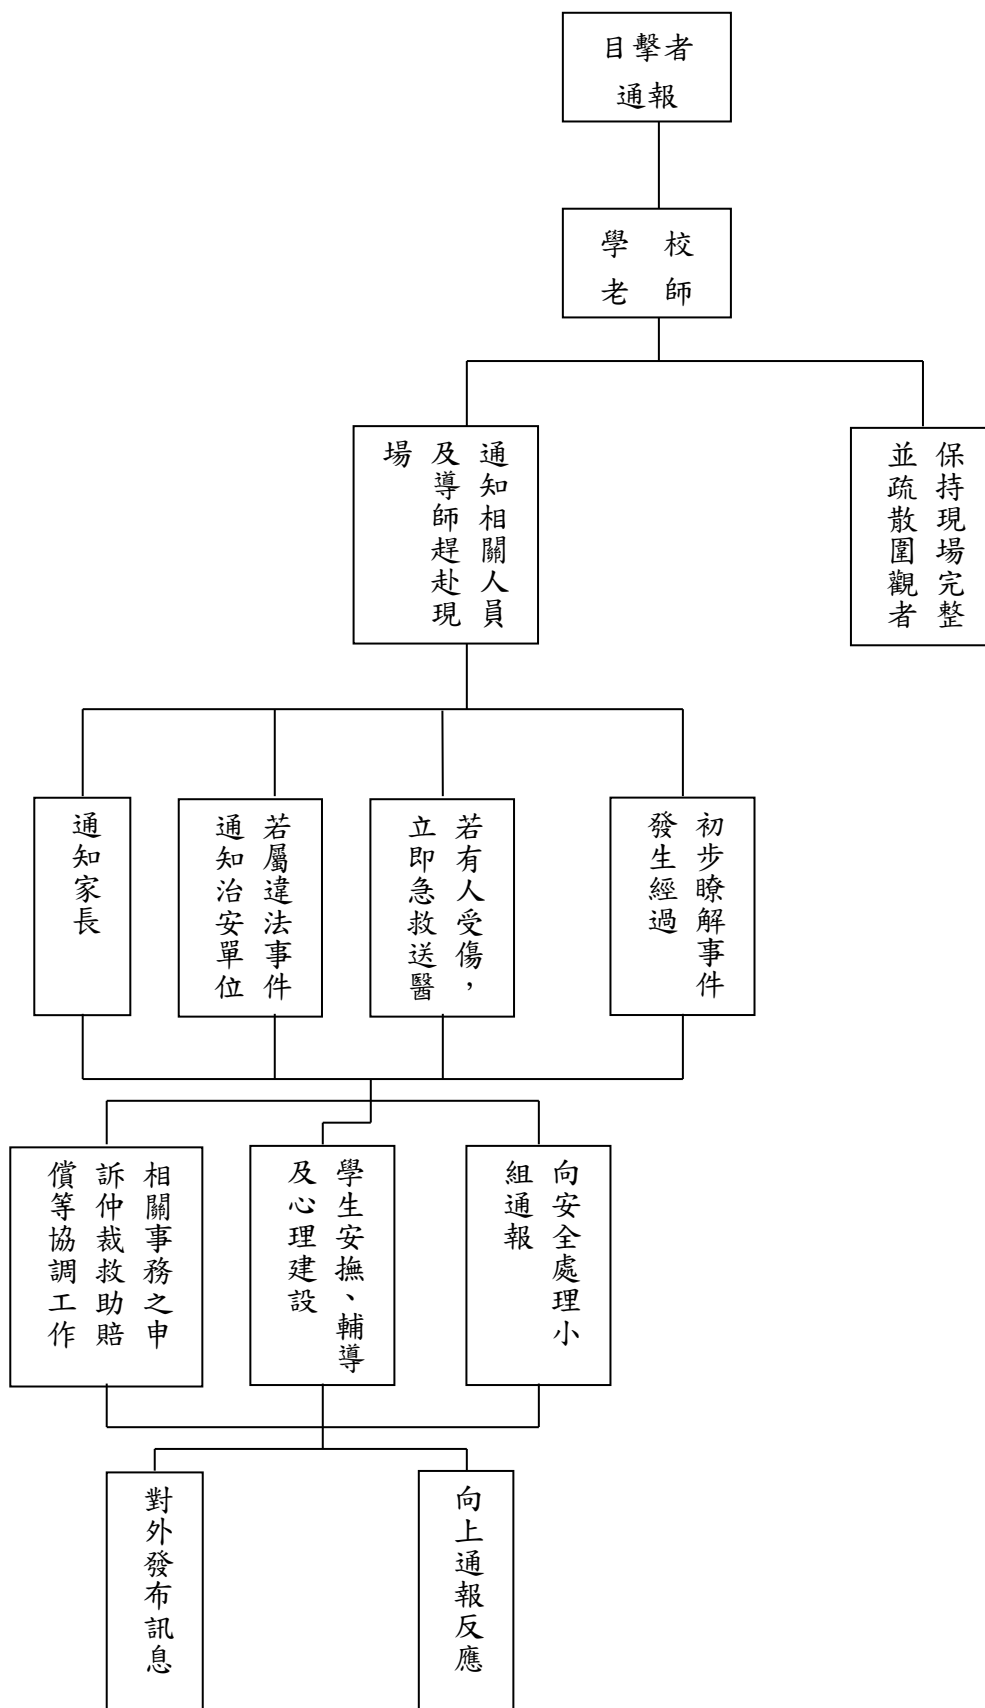 目擊者
通報
學校
老師
通知相關人員
及導師趕赴現
場
保持現場完整
並疏散圍觀者
初步瞭解事件
發生經過
若有人受傷，
立即急救送醫
若屬違法事件
通知治安單位
通知家長
向安全處理小
組通報
學生安撫、輔導
及心理建設
相關事務之申
訴仲裁救助賠
償等協調工作
向上通報反應
對外發布訊息